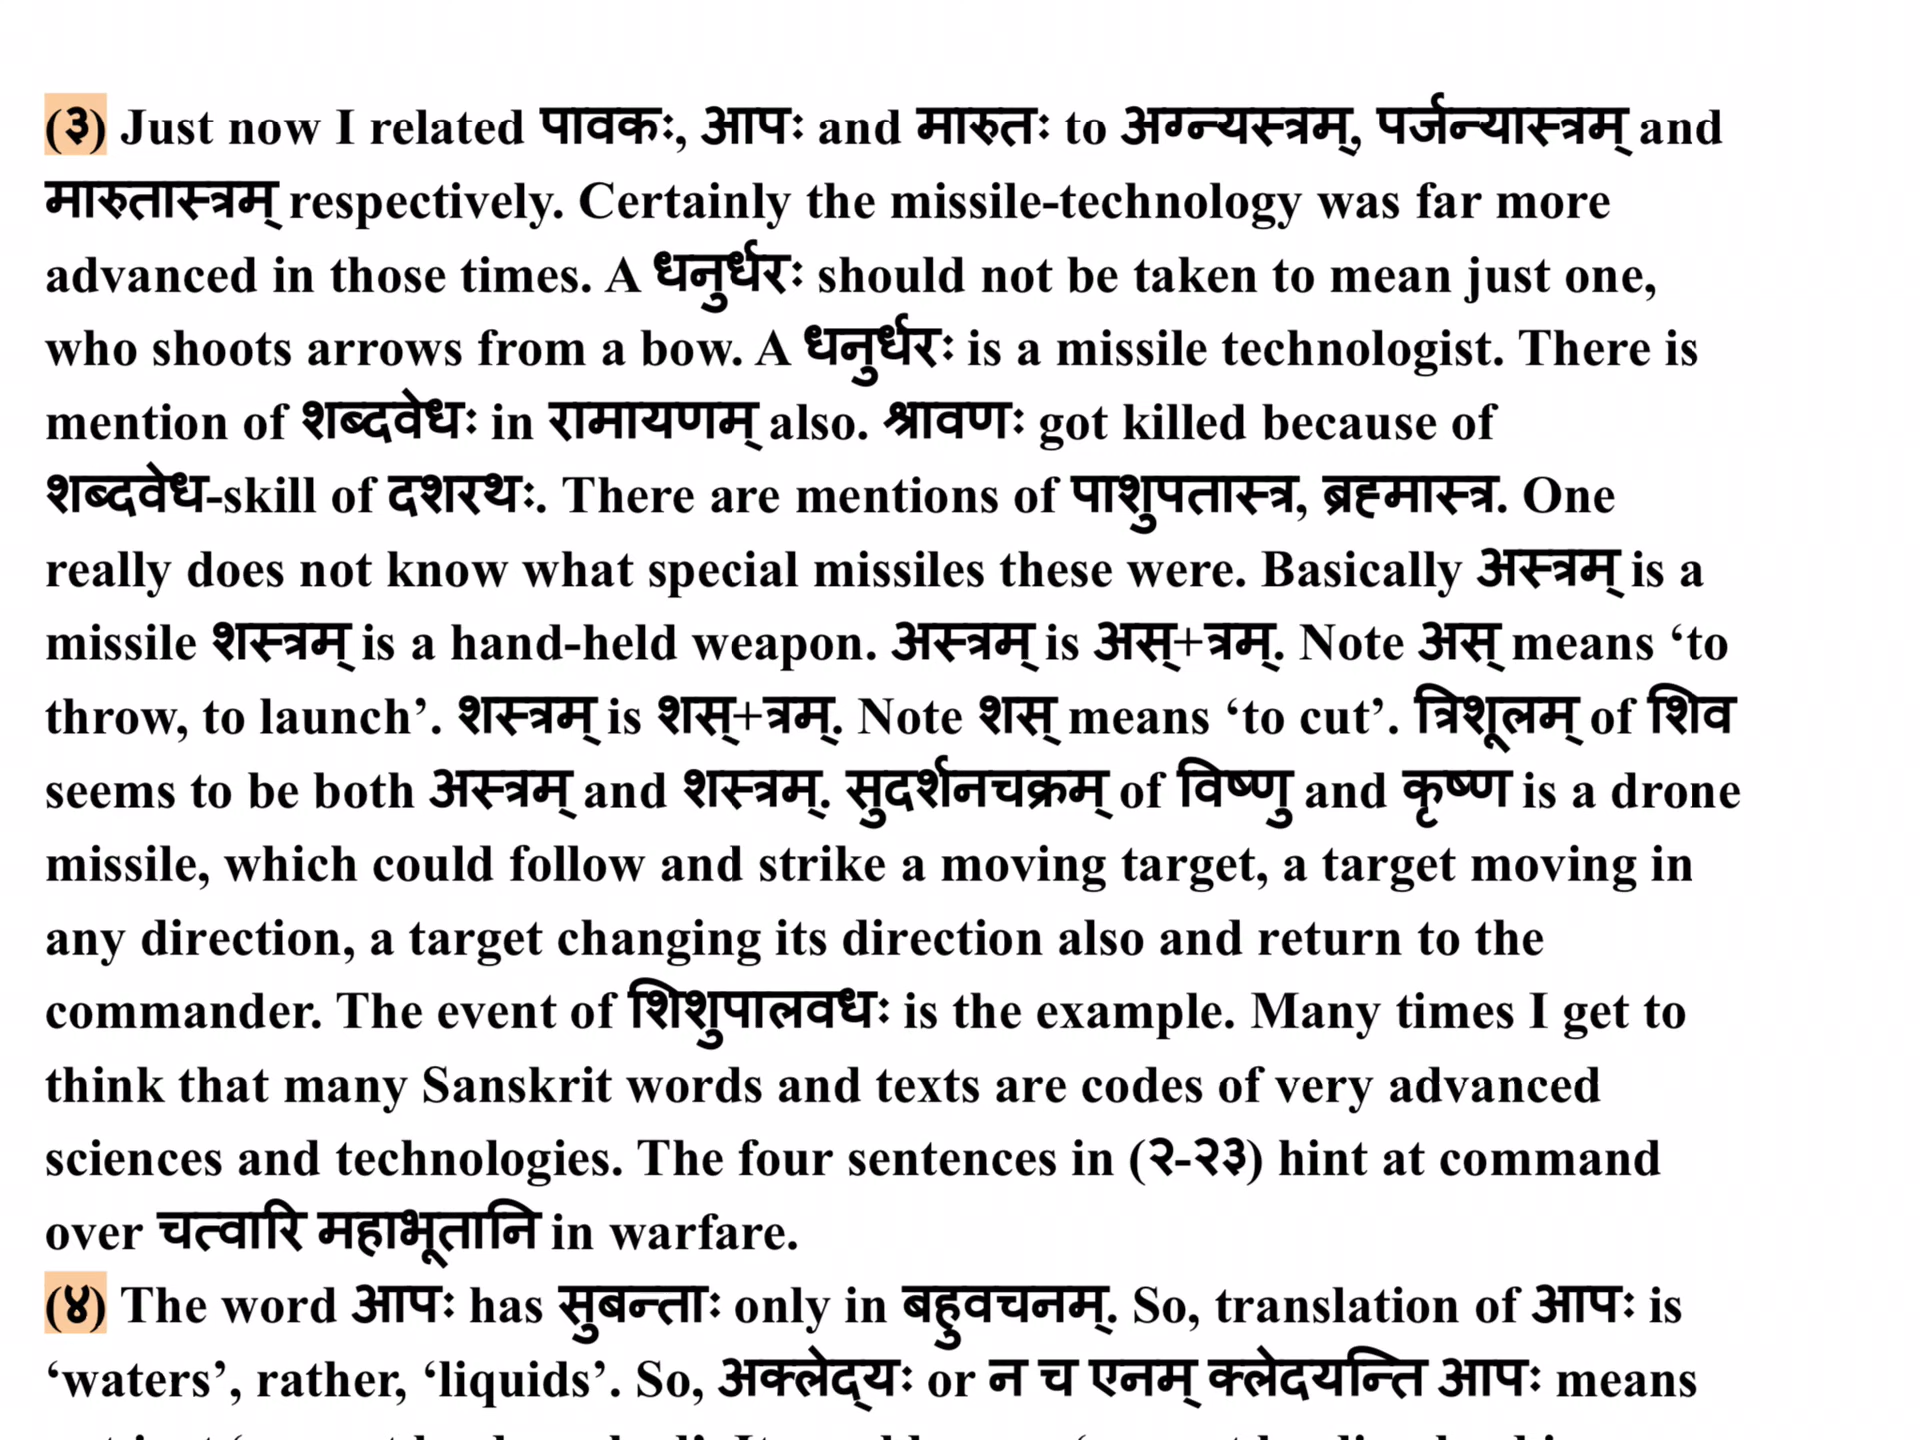 (३) Just now I related पावकः, आपः and मारुतः to अग्न्यस्त्रम्, पर्जन्यास्त्रम् and
मारुतास्त्रम् respectively. Certainly the missile-technology was far more
advanced in those times. A धनुर्धरः should not be taken to mean just one,
who shoots arrows from a bow. A धनुर्धरः is a missile technologist. There is
mention of शब्दवेधः in रामायणम् also. श्रावणः got killed because of
शब्दवेध-skill of दशरथः. There are mentions of पाशुपतास्त्र, ब्रह्मास्त्र. One
really does not know what special missiles these were. Basically अस्त्रम् is a
missile शस्त्रम् is a hand-held weapon. अस्त्रम् is अस्+त्रम्. Note अस् means ‘to
throw, to launch’. शस्त्रम् is शस्+त्रम्. Note शस् means ‘to cut’. त्रिशूलम् of शिव
seems to be both अस्त्रम् and शस्त्रम्. सुदर्शनचक्रम् of विष्णु and कृष्ण is a drone
missile, which could follow and strike a moving target, a target moving in
any direction, a target changing its direction also and return to the
commander. The event of शिशुपालवधः is the example. Many times I get to
think that many Sanskrit words and texts are codes of very advanced
sciences and technologies. The four sentences in (२-२३) hint at command
over चत्वारि महाभूतानि in warfare.
(४) The word आपः has सुबन्ताः only in बहुवचनम्. So, translation of आपः is
‘waters’, rather, ‘liquids’. So, अक्लेद्यः or न च एनम् क्लेदयन्ति आपः means